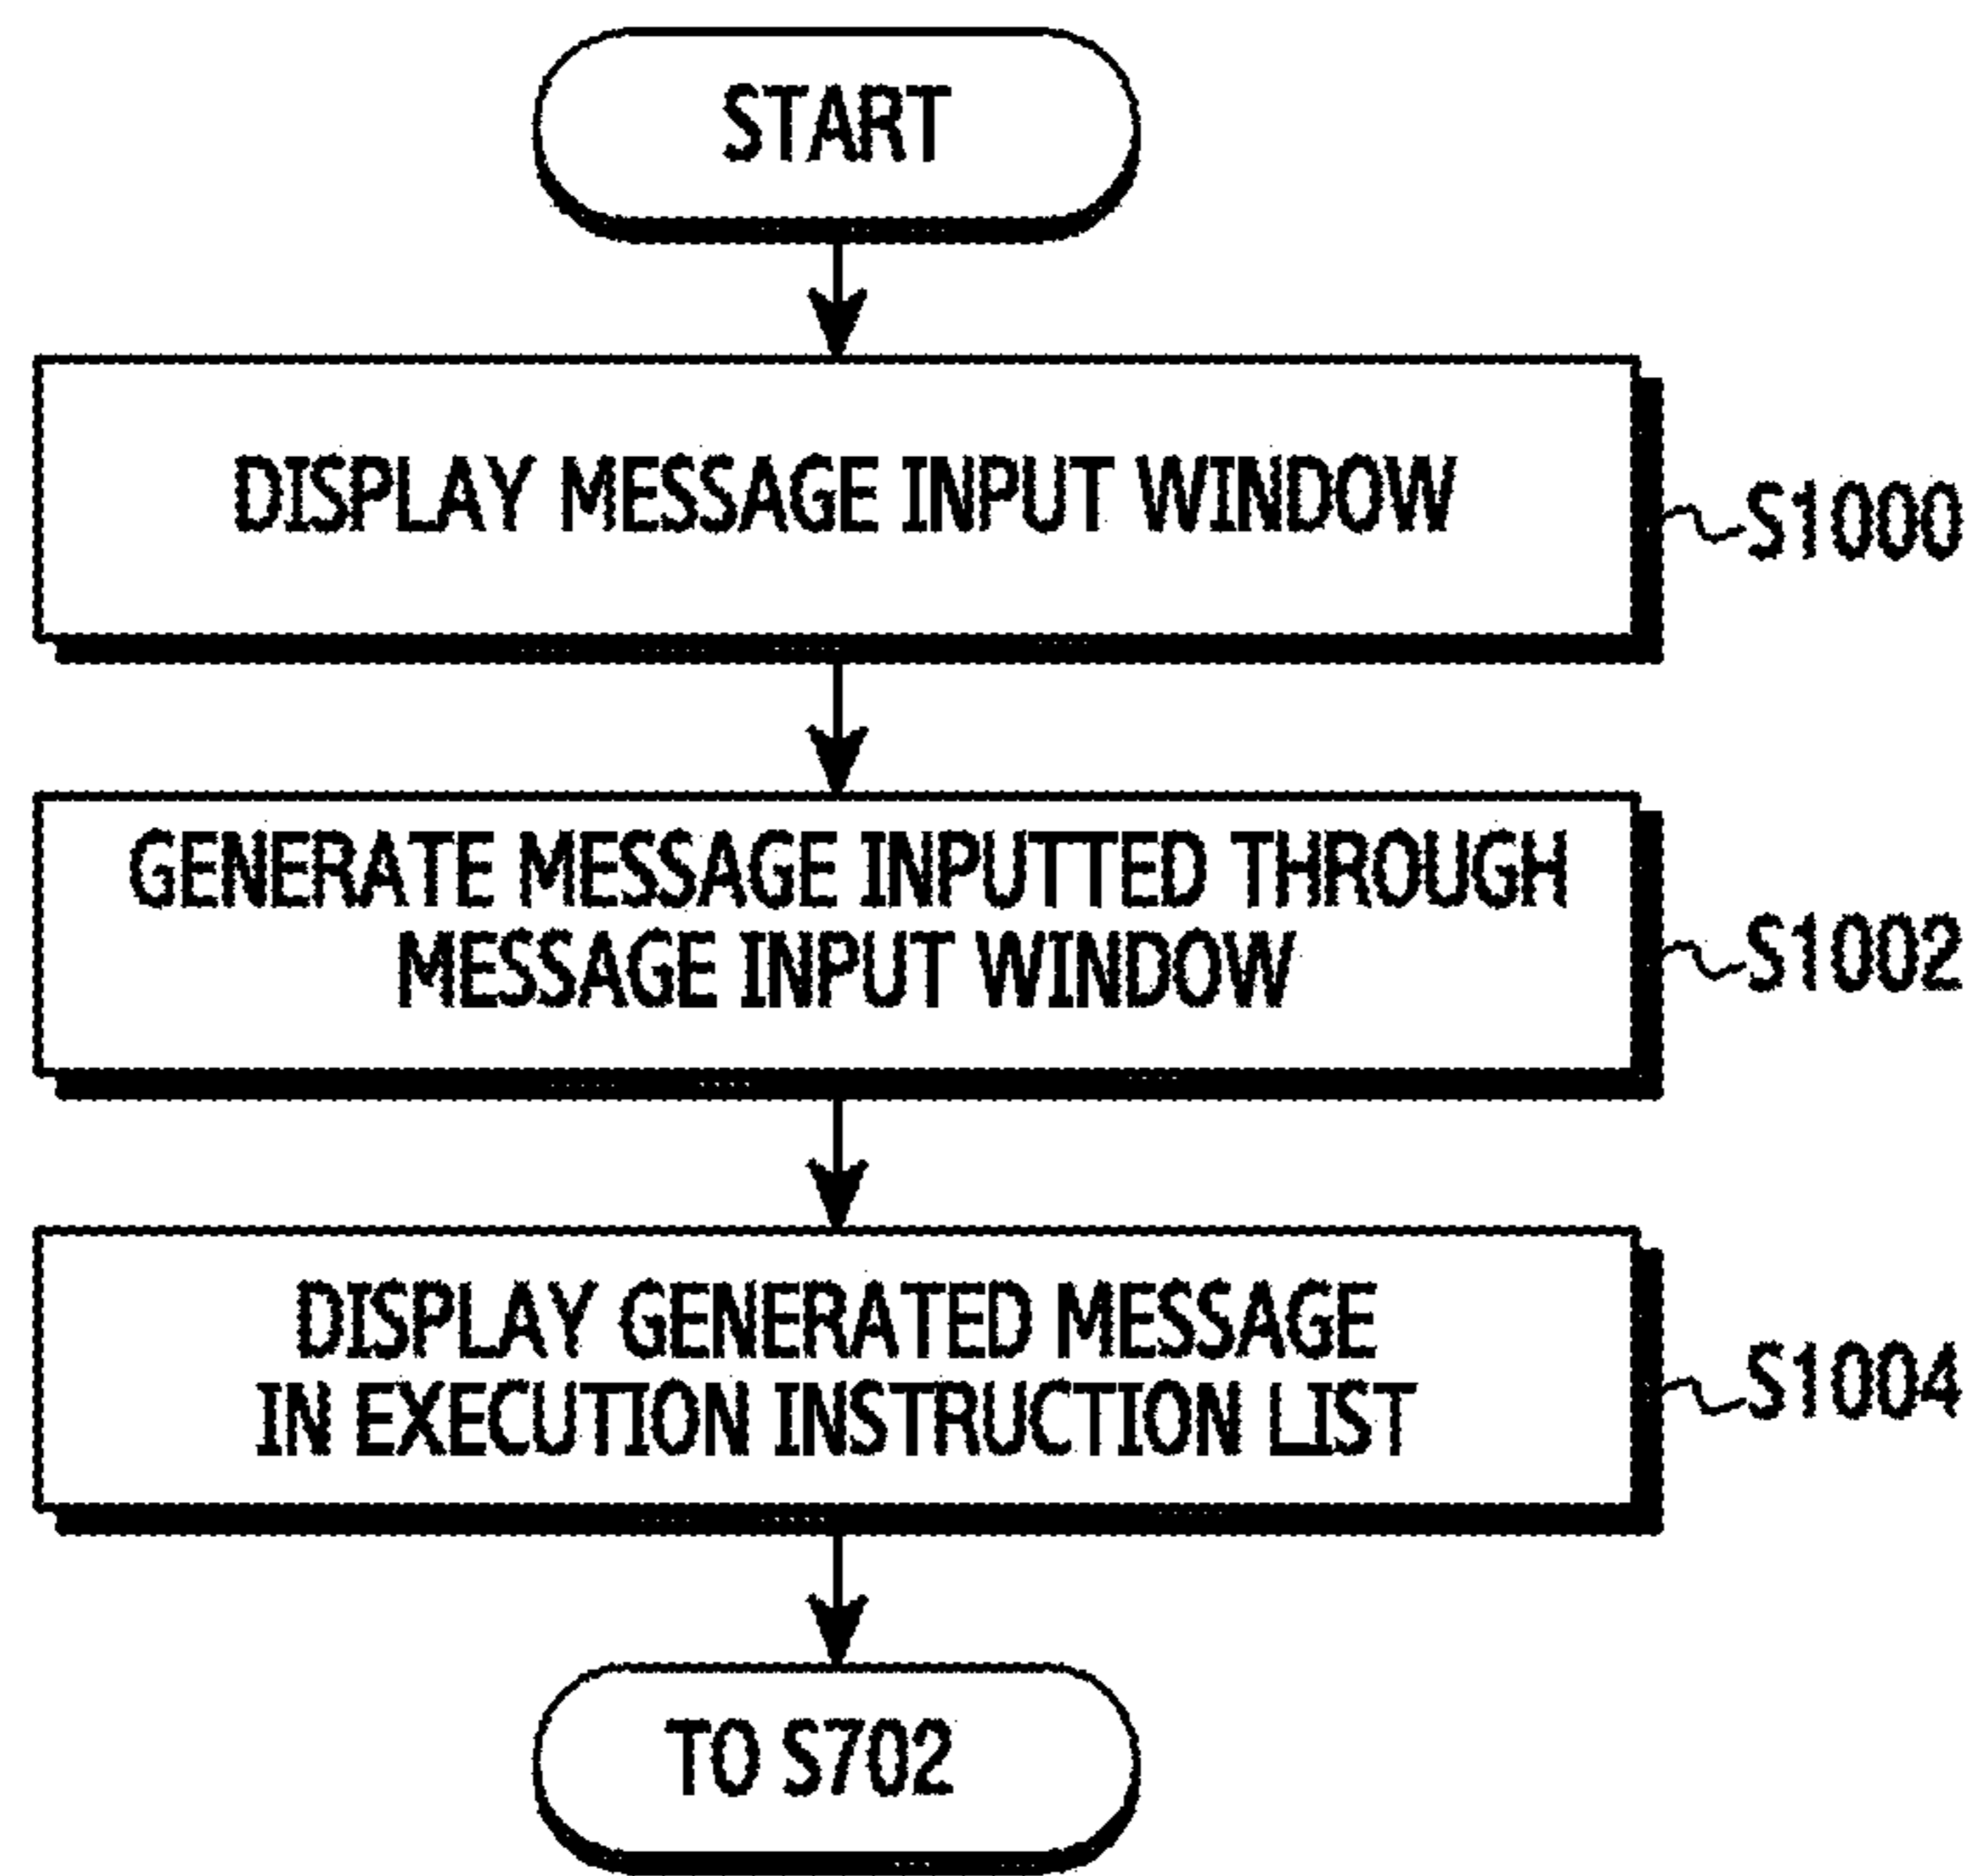 START
DISPLAY MESSAGE INPUT WINDOW
S1000
GENERATE MESSAGE INPUTTED THROUGH
MESSAGE INPUT WINDOW
S1002
DISPLAY GENERATED MESSAGE
IN EXECUTION INSTRUCTION LIST
S1004
TO S702